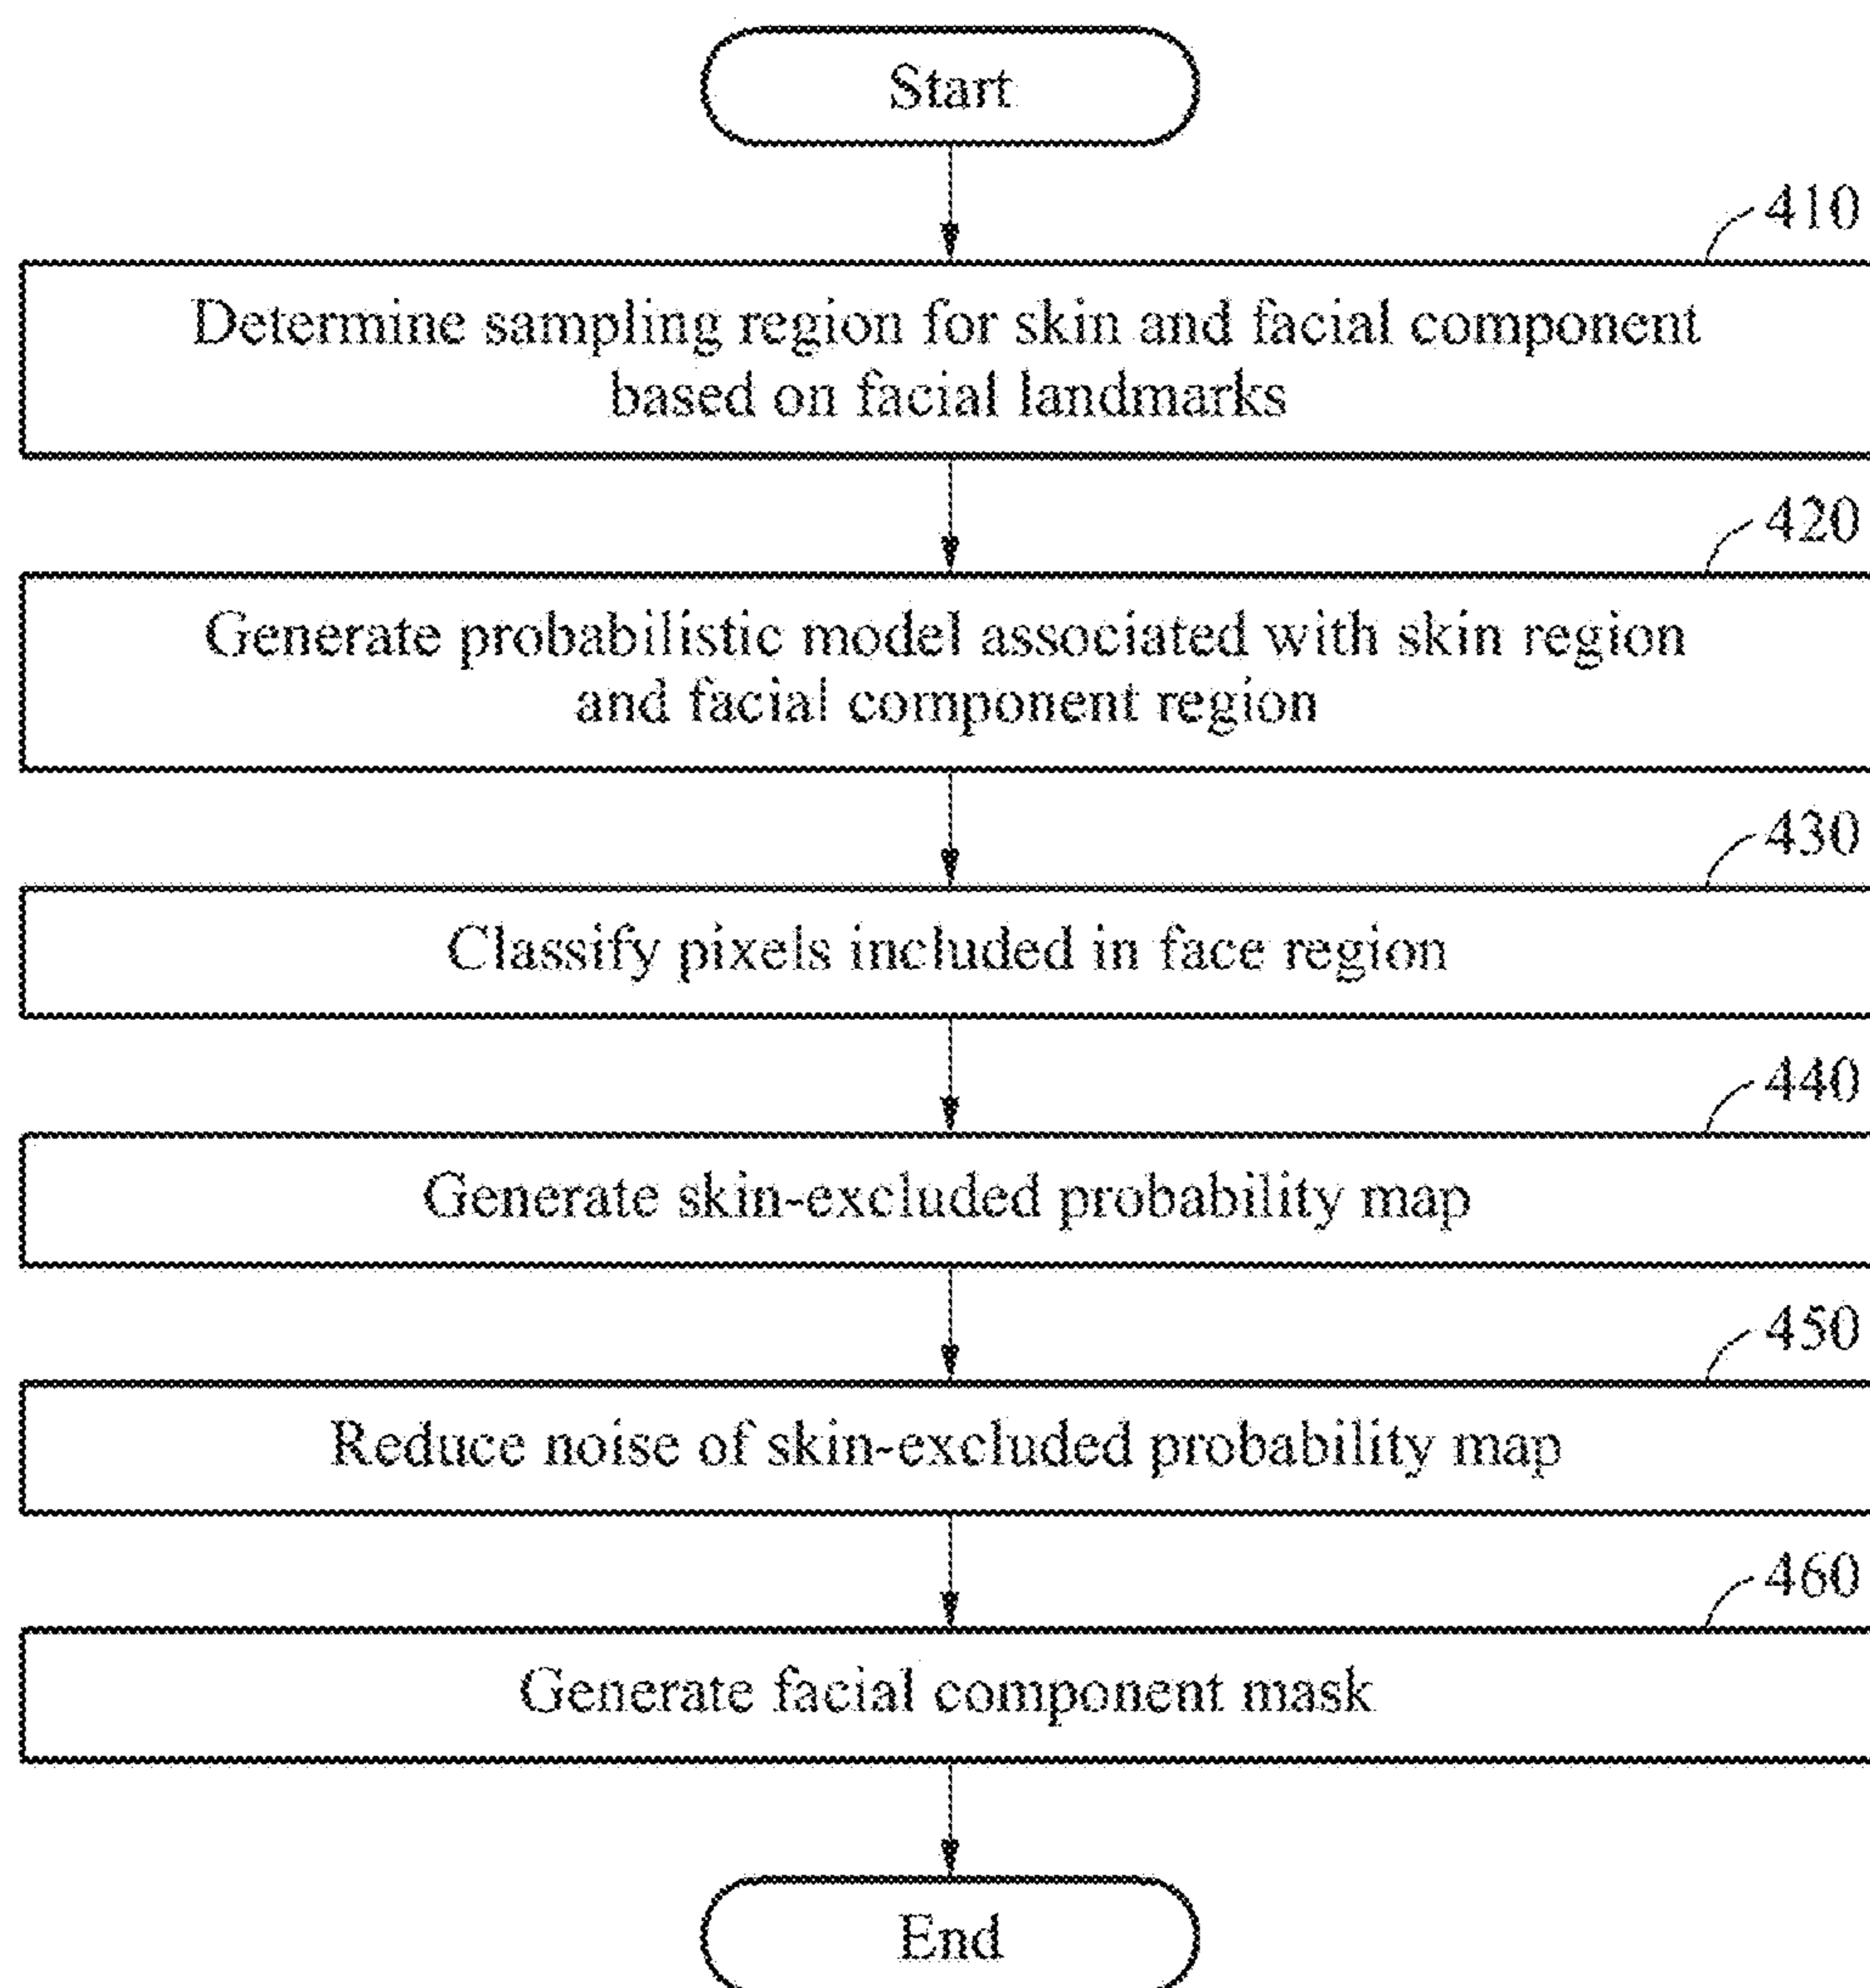 Start
410
Determine sampling region for skin and facial component
based on facial landmarks
420
Generate probabilistic model associated with skin region
and facial component region
430
Classify pixels included in face region
440
Generate skin-excluded probability map
450
Reduce noise of skin-excluded probability map
460
Generate facial component mask
End